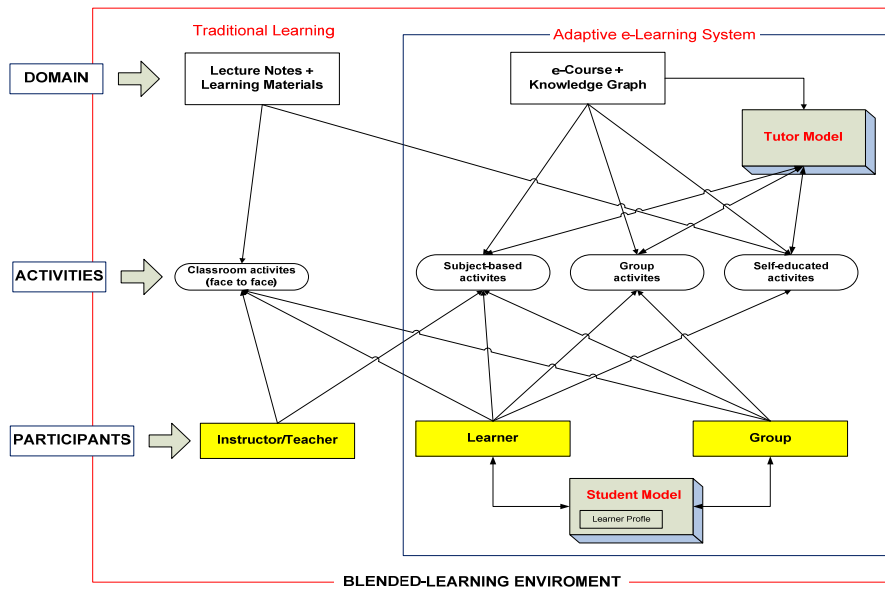 Traditional Learning
Adaptive e-Learning System
DOMAIN
Lecture Notes +
Learning Materials
e-Course +
Knowledge Graph
Tutor Model
ACTIVITIES
Classroom activites
(face to face)
Subject-based
activites
Group
activites
Self-educated
activites
PARTICIPANTS
Instructor/Teacher
Learner
Group
Student Model
Learner Profle
BLENDED-LEARNING ENVIROMENT